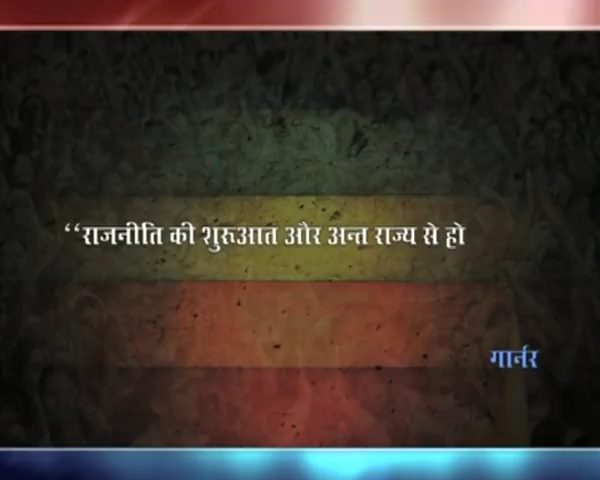 “राजनीति की शुरूआत और अन्त राज्य से हो
गार्नर